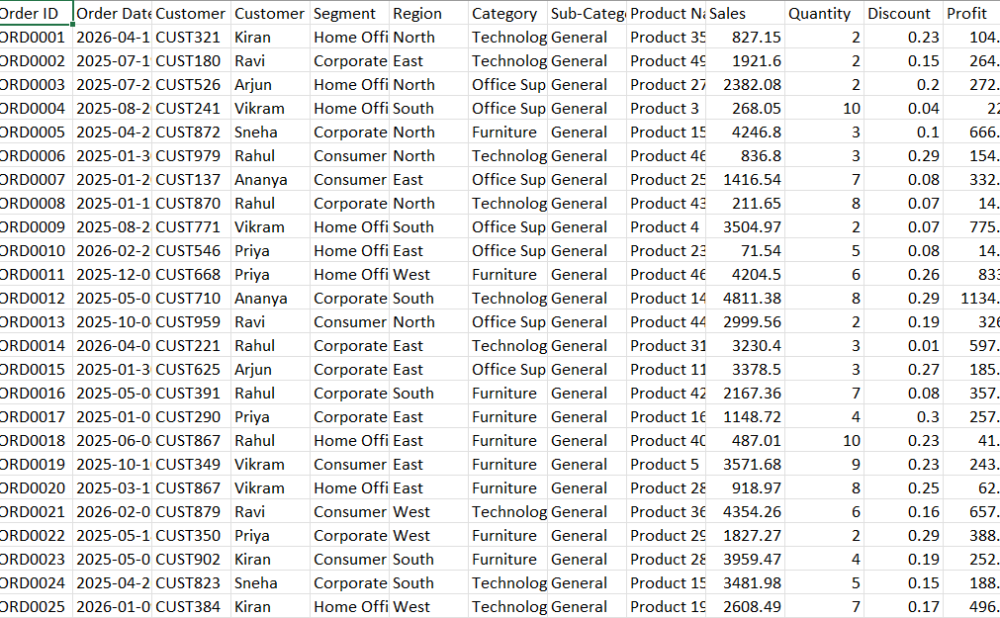 Order ID Order Date Customer Customer Segment Region Category Sub-Categ Product Na Sales Quantity Discount Profit
ORD0001 2026-04-1 CUST321 Kiran Home Offi North Technolog General Product 35 827.15 2 0.23 104.
ORD0002 2025-07-1 CUST180 Ravi Corporate East Technolog General Product 49 1921.6 2 0.15 264.
ORD0003 2025-07-2 CUST526 Arjun Home Offi North Office Sup General Product 27 2382.08 2 0.2 272.
ORD0004 2025-08-2 CUST241 Vikram Home Offi South Office Sup General Product 3 268.05 10 0.04 22
ORD0005 2025-04-2 CUST872 Sneha Corporate North Furniture General Product 15 4246.8 3 0.1 666.
ORD0006 2025-01-3 CUST979 Rahul Consumer North Technolog General Product 46 836.8 3 0.29 154.
ORD0007 2025-01-2 CUST137 Ananya Consumer East Office Sup General Product 25 1416.54 7 0.08 332.
ORD0008 2025-01-1 CUST870 Rahul Corporate North Technolog General Product 43 211.65 8 0.07 14.
ORD0009 2025-08-2 CUST771 Vikram Home Offi South Office Sup General Product 4 3504.97 2 0.07 775.
ORD0010 2026-02-2 CUST546 Priya Home Offi East Office Sup General Product 23 71.54 5 0.08 14.
ORD0011 2025-12-0 CUST668 Priya Home Offi West Furniture General Product 46 4204.5 6 0.26 833
ORD0012 2025-05-0 CUST710 Ananya Corporate South Technolog General Product 14 4811.38 8 0.29 1134.
ORD0013 2025-10-0 CUST959 Ravi Consumer North Office Sup General Product 44 2999.56 2 0.19 326
ORD0014 2026-04-0 CUST221 Rahul Corporate East Technolog General Product 31 3230.4 3 0.01 597.
ORD0015 2025-01-3 CUST625 Arjun Corporate East Office Sup General Product 11 3378.5 3 0.27 185.
ORD0016 2025-05-0 CUST391 Rahul Corporate South Furniture General Product 42 2167.36 7 0.08 357.
ORD0017 2025-01-0 CUST290 Priya Corporate East Furniture General Product 16 1148.72 4 0.3 257.
ORD0018 2025-06-0 CUST867 Rahul Home Offi East Furniture General Product 40 487.01 10 0.23 41.
ORD0019 2025-10-1 CUST349 Vikram Consumer East Furniture General Product 5 3571.68 9 0.23 243.
ORD0020 2025-03-1 CUST867 Vikram Home Offi East Furniture General Product 28 918.97 8 0.25 62.
ORD0021 2026-02-0 CUST879 Ravi Consumer West Technolog General Product 36 4354.26 6 0.16 657.
ORD0022 2025-05-1 CUST350 Priya Corporate West Furniture General Product 29 1827.27 2 0.29 388.
ORD0023 2025-05-0 CUST902 Kiran Consumer South Furniture General Product 28 3959.47 4 0.19 252.
ORD0024 2025-04-2 CUST823 Sneha Corporate South Technolog General Product 15 3481.98 5 0.15 188.
ORD0025 2026-01-0 CUST384 Kiran Home Offi West Technolog General Product 19 2608.49 7 0.17 496.